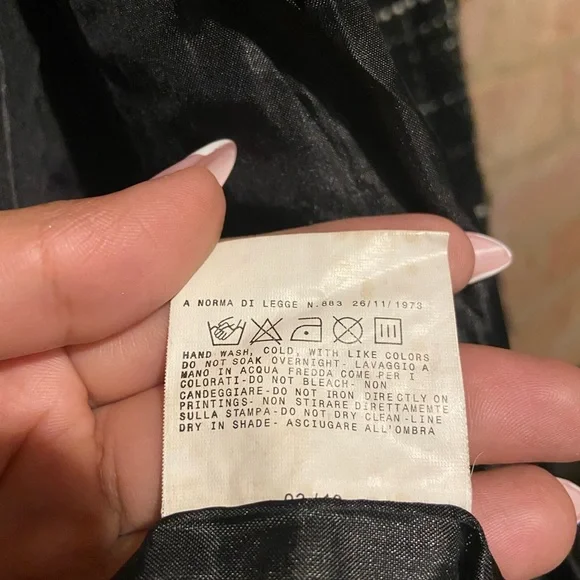 A NORMA DI LEGGE N.883 26/11/1973
HAND WASH, COLD, WITH LIKE COLORS
DO NOT SOAK OVERNIGHT- LAVAGGIO A
MANO IN ACQUA FREDDA COME PER I
COLORATI-DO NOT BLEACH- NON
CANDEGGIARE-DO NOT IRON DIRECTLY ON
PRINTINGS- NON STIRARE DIRETTAMENTE
SULLA STAMPA-DO NOT DRY CLEAN-LINE
DRY IN SHADE- ASCIUGARE ALL'OMBRA